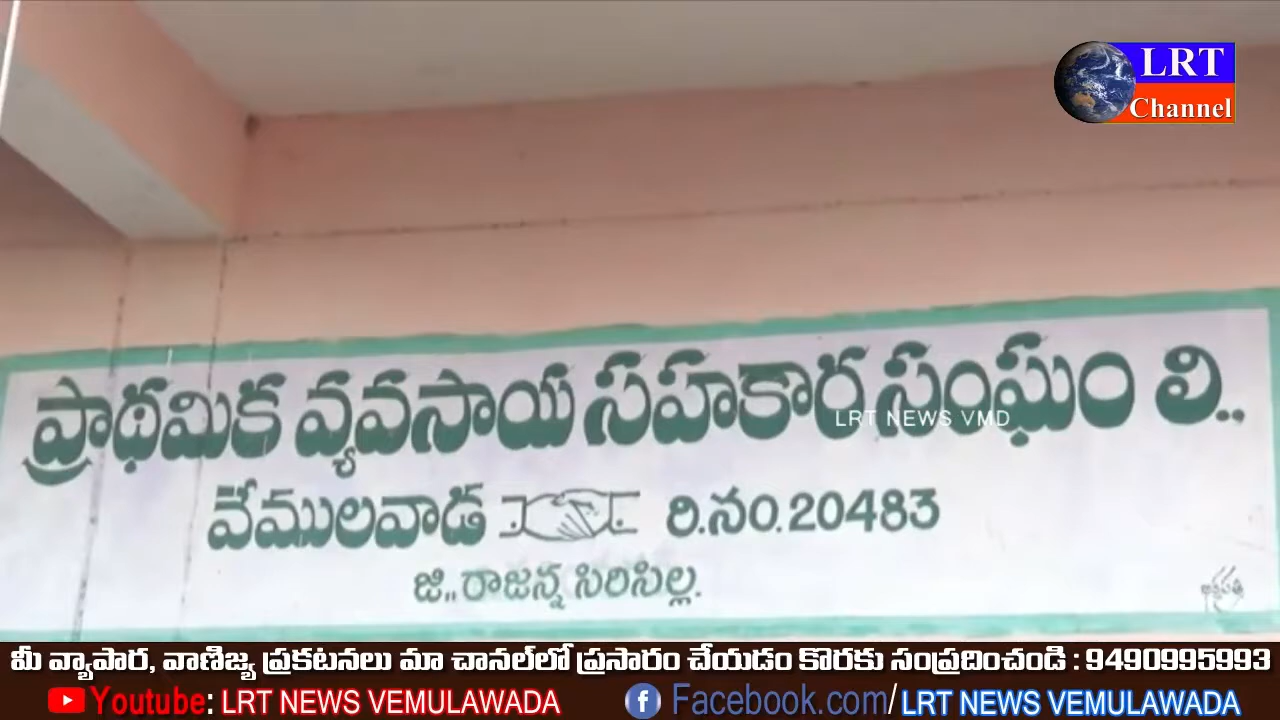 LRT
Channel
ప్రాథమిక వ్యవసాయ సహకార సంఘం లి..,
LRT NEWS VMD
వేములవాడ రి.నం.20483
జి,,రాజన్న సిరిసిల్ల.
మీ వ్యాపార, వాణిజ్య ప్రకటనలు మా చానల్‌లో ప్రసారం చేయడం కొరకు సంప్రదించండి : 9490995993
Youtube: LRT NEWS VEMULAWADA Facebook.com/LRT NEWS VEMULAWADA